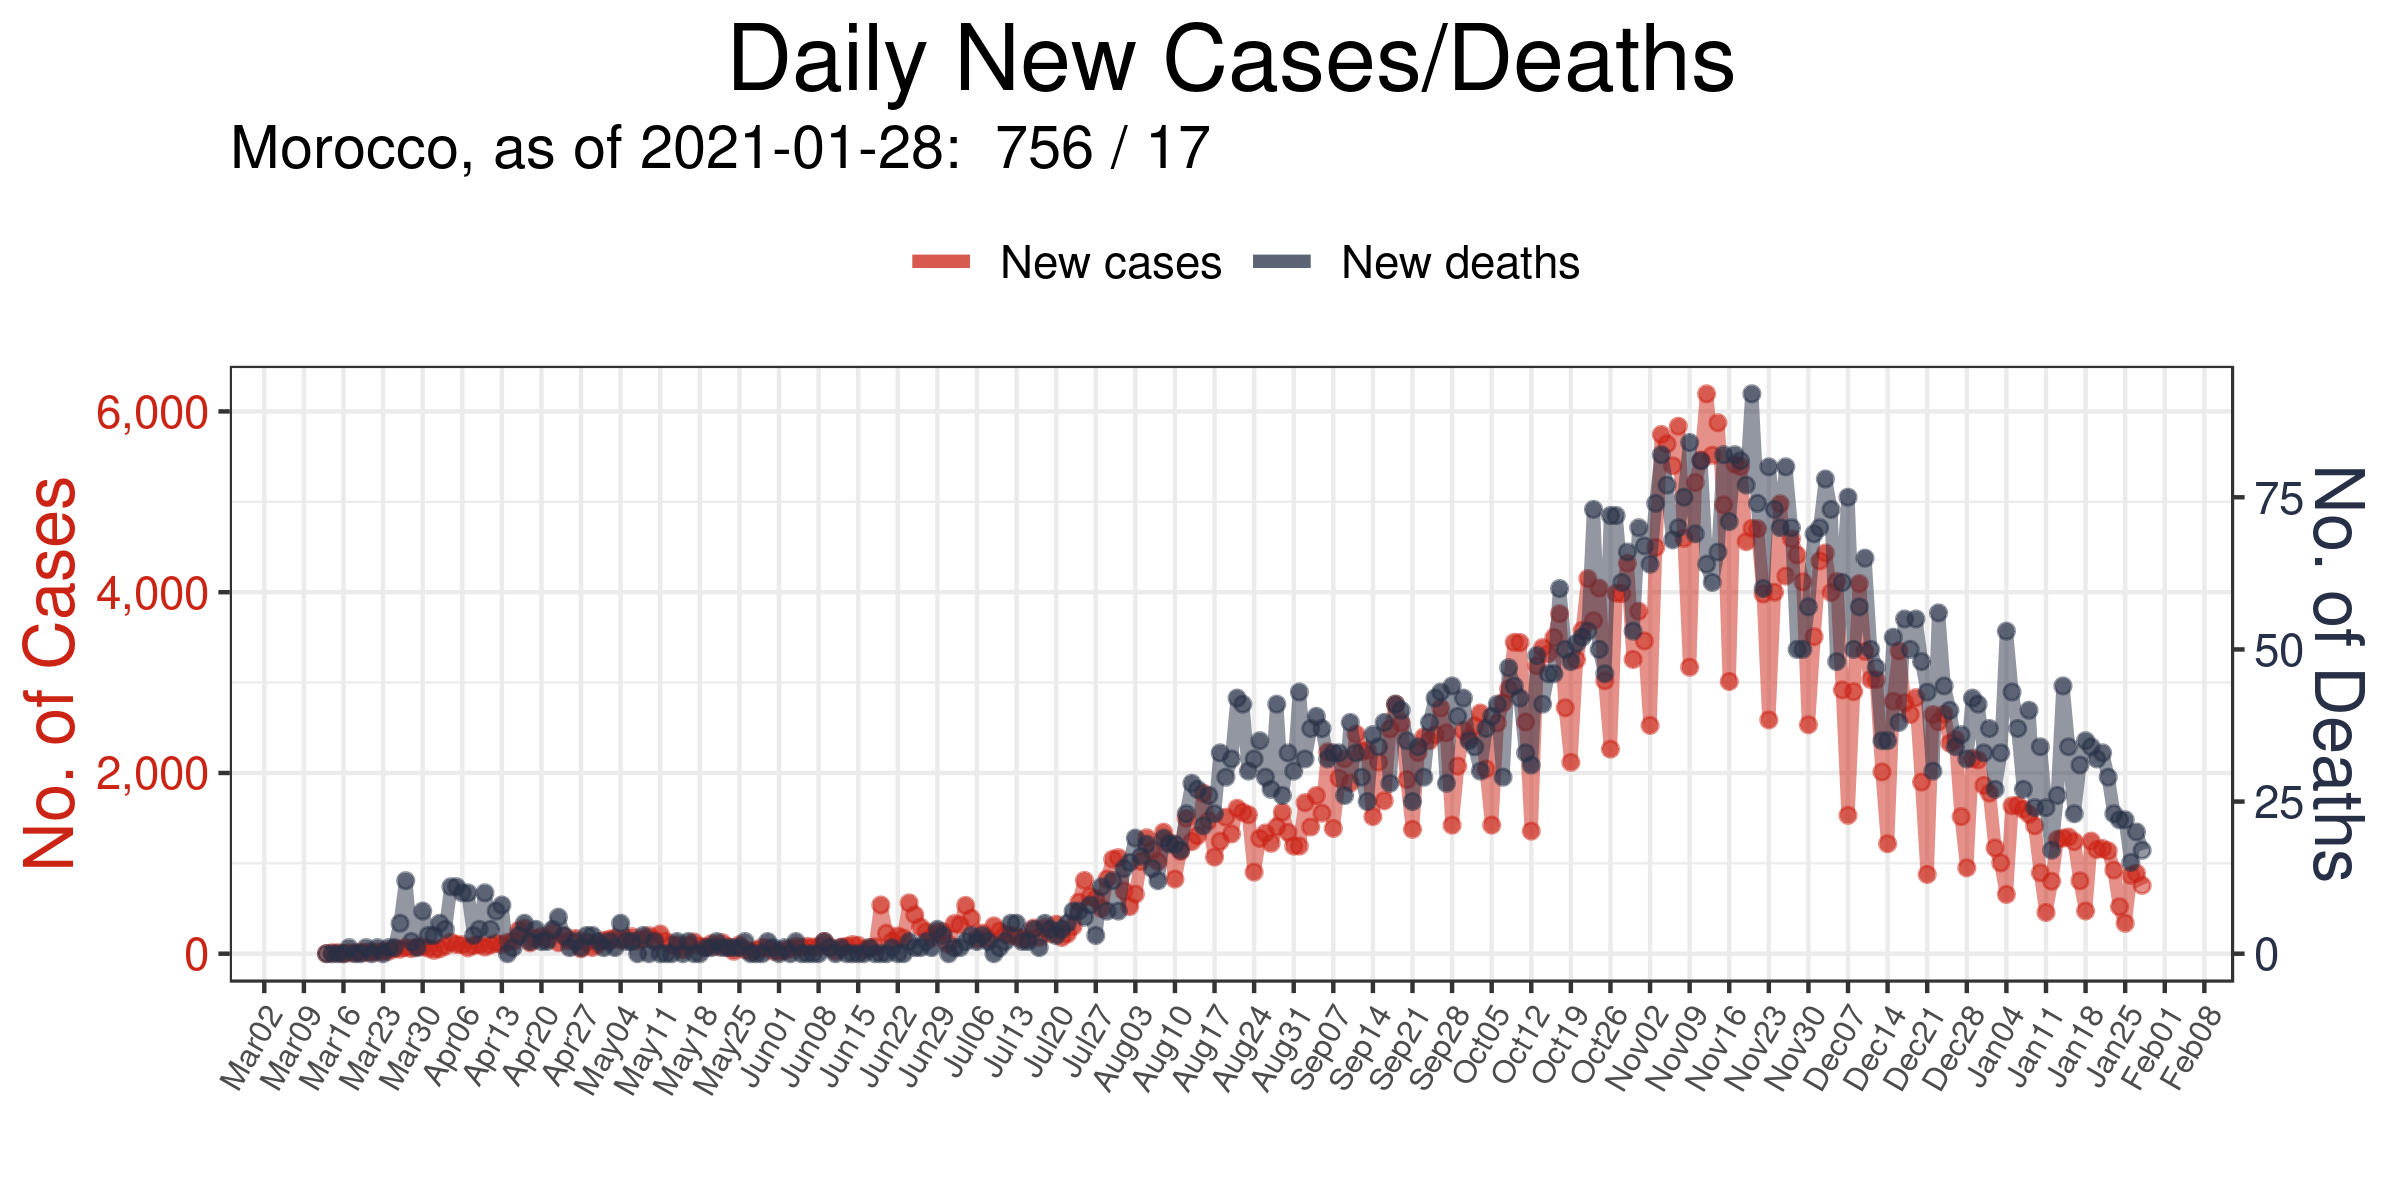 Daily New Cases/Deaths
Morocco, as of 2021-01-28:  756 / 17
New cases
New deaths
No. of Cases
6,000
4,000
2,000
0
75
50
25
0
No. of Deaths
Mar02
Mar09
Mar16
Mar23
Mar30
Apr06
Apr13
Apr20
Apr27
May04
May11
May18
May25
Jun01
Jun08
Jun15
Jun22
Jun29
Jul06
Jul13
Jul20
Jul27
Aug03
Aug10
Aug17
Aug24
Aug31
Sep07
Sep14
Sep21
Sep28
Oct05
Oct12
Oct19
Oct26
Nov02
Nov09
Nov16
Nov23
Nov30
Dec07
Dec14
Dec21
Dec28
Jan04
Jan11
Jan18
Jan25
Feb01
Feb08